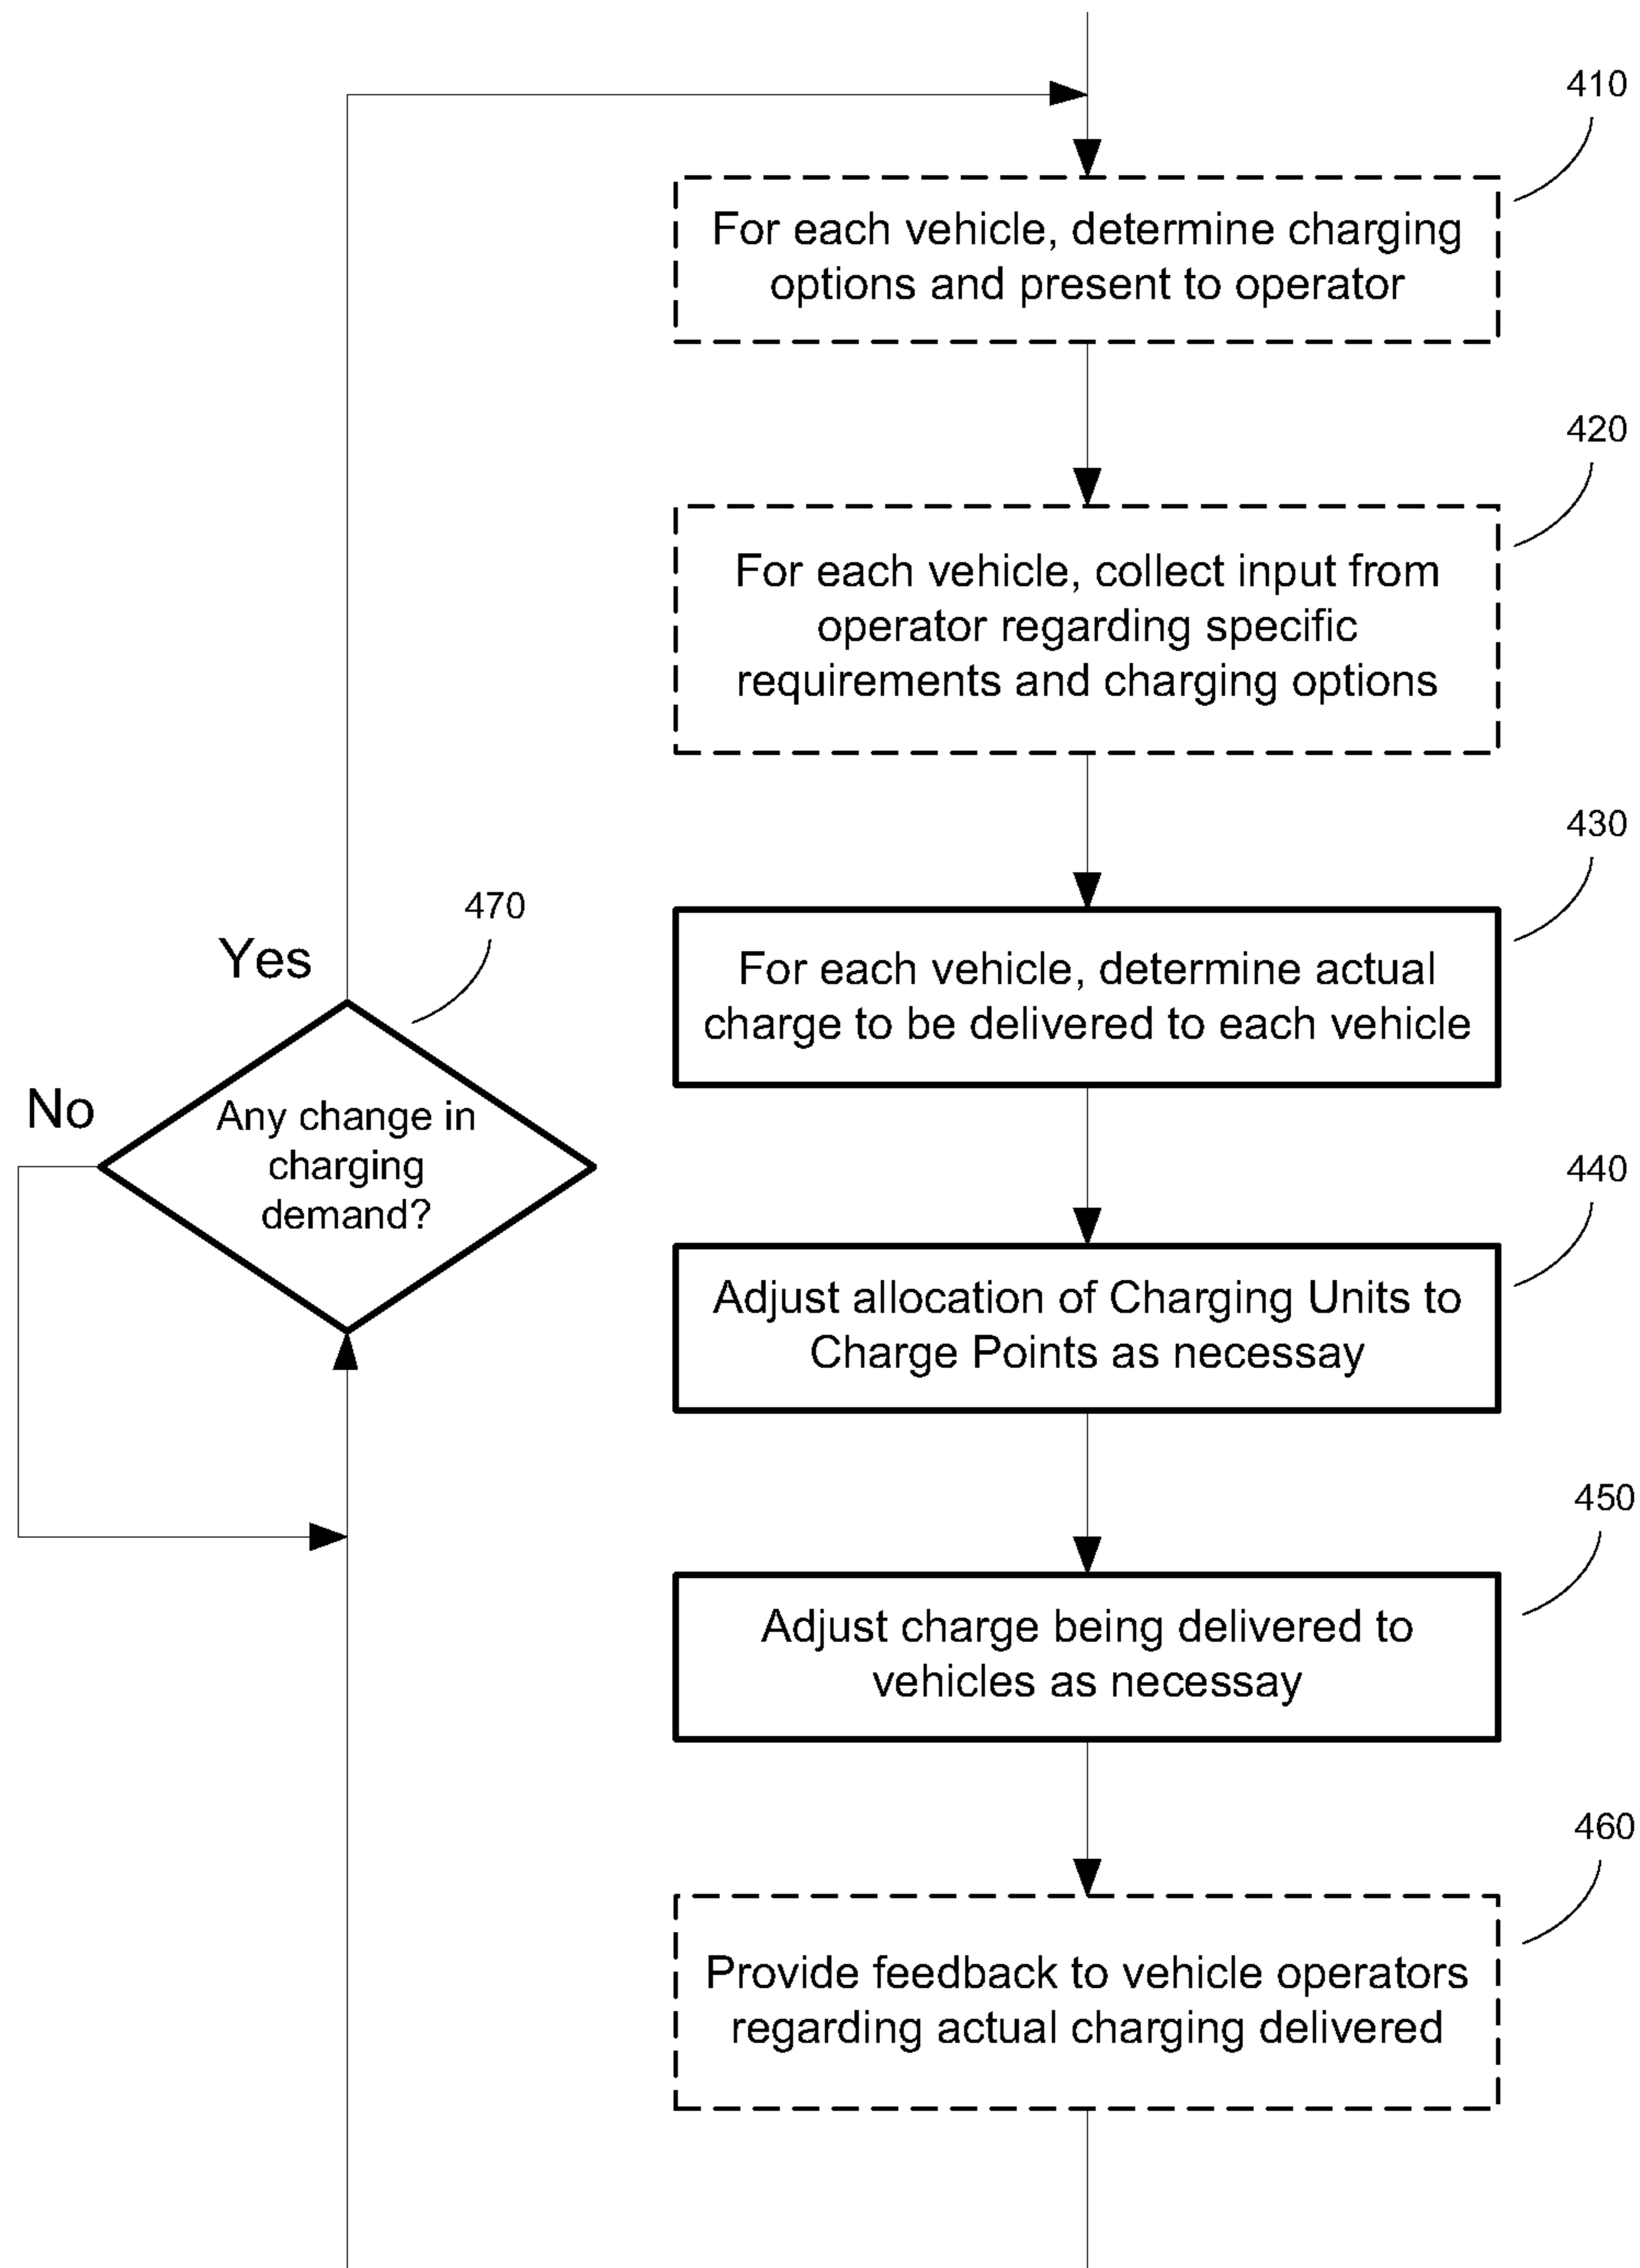 410
For each vehicle, determine charging
options and present to operator
420
For each vehicle, collect input from
operator regarding specific
requirements and charging options
430
For each vehicle, determine actual
charge to be delivered to each vehicle
470
Yes
No
Any change in
charging
demand?
440
Adjust allocation of Charging Units to
Charge Points as necessay
450
Adjust charge being delivered to
vehicles as necessay
460
Provide feedback to vehicle operators
regarding actual charging delivered